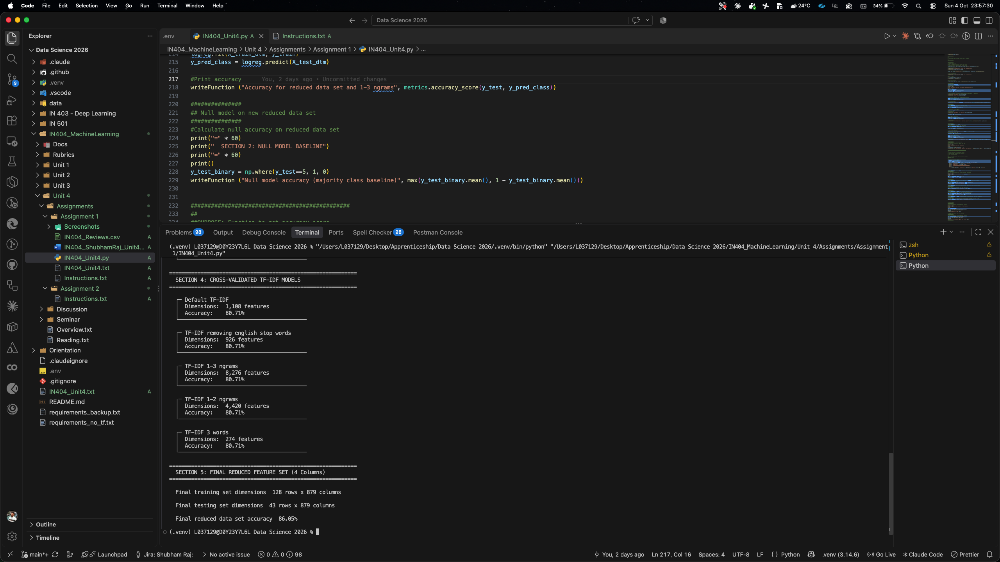 Code File Edit Selection View Go Run Terminal Window Help
24°C 34% Sun 4 Oct 23:57:30
Data Science 2026
Explorer
Data Science 2026
.claude
.github
.venv
.vscode
data
IN 403 - Deep Learning
IN 501
IN404_MachineLearning
Docs
Rubrics
Unit 1
Unit 2
Unit 3
Unit 4
Assignments
Assignment 1
Screenshots
IN404_Reviews.csv A
IN404_ShubhamRaj_Unit4... A
IN404_Unit4.py A
IN404_Unit4.txt A
Instructions.txt A
Assignment 2
Instructions.txt A
Discussion
Seminar
Overview.txt
Reading.txt
Orientation
.claudeignore
.env
.gitignore
IN404_Unit4.txt A
README.md
requirements_backup.txt
requirements_no_tf.txt
Outline
Timeline
9
.env IN404_Unit4.py A Instructions.txt A
IN404_MachineLearning > Unit 4 > Assignments > Assignment 1 > IN404_Unit4.py > ...
214 logreg.fit(X_train_dtm, y_train)
215 y_pred_class = logreg.predict(X_test_dtm)
216
217 #Print accuracy You, 2 days ago • Uncommitted changes
218 writeFunction ("Accuracy for reduced data set and 1-3 ngrams", metrics.accuracy_score(y_test, y_pred_class))
219
220 ###############
221 ## Null model on new reduced data set
222 ###############
223 #Calculate null accuracy on reduced data set
224 print("=" * 60)
225 print("  SECTION 2: NULL MODEL BASELINE")
226 print("=" * 60)
227 print()
228 y_test_binary = np.where(y_test==5, 1, 0)
229 writeFunction ("Null model accuracy (majority class baseline)", max(y_test_binary.mean(), 1 - y_test_binary.mean()))
230
231
232 ###############################################
233 ##
234 ##PURPOSE: Function to get accuracy score
Problems 98 Output Debug Console Terminal Ports Spell Checker 98 Postman Console
(.venv) L037129@D0Y23Y7L6L Data Science 2026 % "/Users/L037129/Desktop/Apprenticeship/Data Science 2026/.venv/bin/python" "/Users/L037129/Desktop/Apprenticeship/Data Science 2026/IN404_MachineLearning/Unit 4/Assignments/Assignment
1/IN404_Unit4.py"
============================================================
SECTION 4: CROSS-VALIDATED TF-IDF MODELS
============================================================
Default TF-IDF
Dimensions: 1,108 features
Accuracy: 80.71%
TF-IDF removing english stop words
Dimensions: 926 features
Accuracy: 80.71%
TF-IDF 1-3 ngrams
Dimensions: 8,276 features
Accuracy: 80.71%
TF-IDF 1-2 ngrams
Dimensions: 4,420 features
Accuracy: 80.71%
TF-IDF 3 words
Dimensions: 274 features
Accuracy: 80.71%
============================================================
SECTION 5: FINAL REDUCED FEATURE SET (4 Columns)
============================================================
Final training set dimensions 128 rows x 879 columns
Final testing set dimensions 43 rows x 879 columns
Final reduced data set accuracy 86.05%
(.venv) L037129@D0Y23Y7L6L Data Science 2026 %
zsh
Python
Python
main*+ Launchpad Jira: Shubham Raj: No active issue 0 0 98 You, 2 days ago Ln 217, Col 16 Spaces: 4 UTF-8 LF { } Python .venv (3.14.6) Go Live Claude Code Prettier